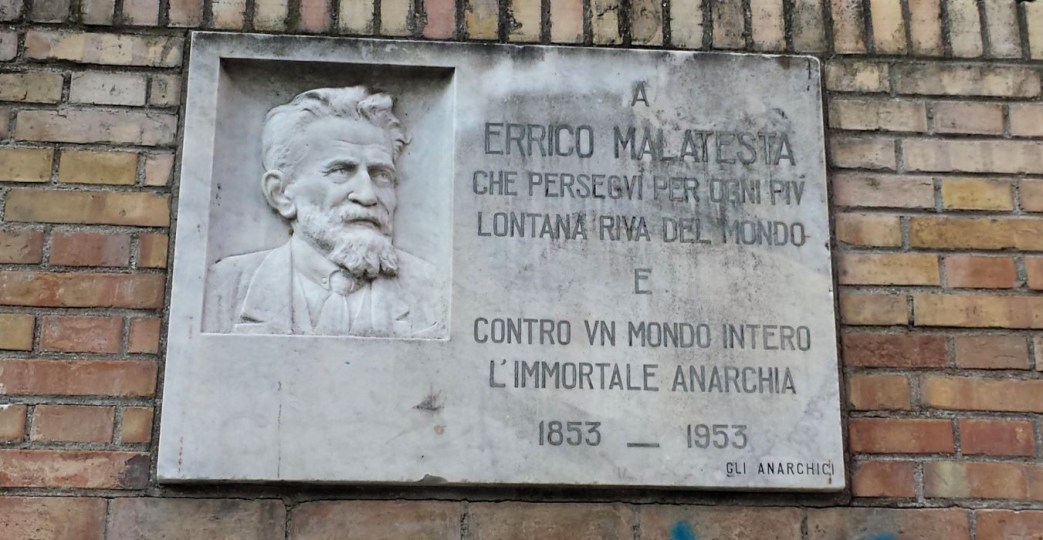 A
ERRICO MALATESTA
CHE PERSEGVÍ PER OGNI PIV́
LONTANA RIVA DEL MONDO
E
CONTRO VN MONDO INTERO
L'IMMORTALE ANARCHIA
1853 — 1953
GLI ANARCHICI